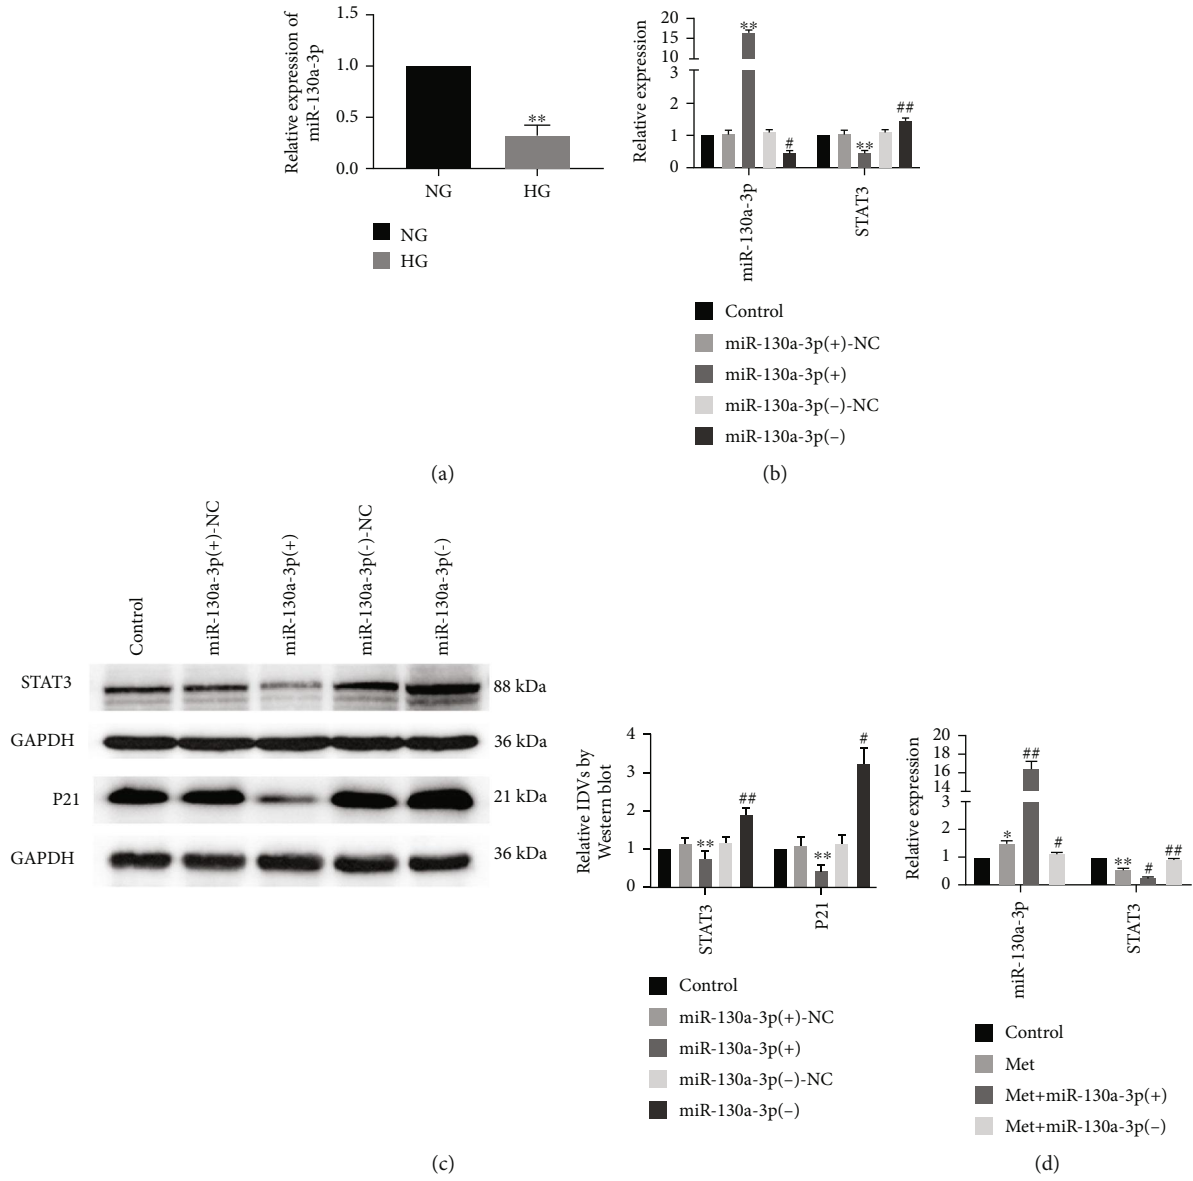 Relative expression of
miR-130a-3p
1.5
1.0
0.5
0.0
**
NG
HG
NG
HG
(a)
Relative expression
20
15
10
3
2
1
0
**
#
**
##
miR-130a-3p
STAT3
Control
miR-130a-3p(+)-NC
miR-130a-3p(+)
miR-130a-3p(–)-NC
miR-130a-3p(–)
(b)
Control
miR-130a-3p(+)-NC
miR-130a-3p(+)
miR-130a-3p(-)-NC
miR-130a-3p(-)
STAT3
88 kDa
GAPDH
36 kDa
P21
21 kDa
GAPDH
36 kDa
Relative IDVs by
Western blot
4
3
2
1
0
**
##
**
#
STAT3
P21
Control
miR-130a-3p(+)-NC
miR-130a-3p(+)
miR-130a-3p(–)-NC
miR-130a-3p(–)
(c)
Relative expression
20
18
16
14
3
2
1
0
*
##
#
**
#
##
miR-130a-3p
STAT3
Control
Met
Met+miR-130a-3p(+)
Met+miR-130a-3p(–)
(d)